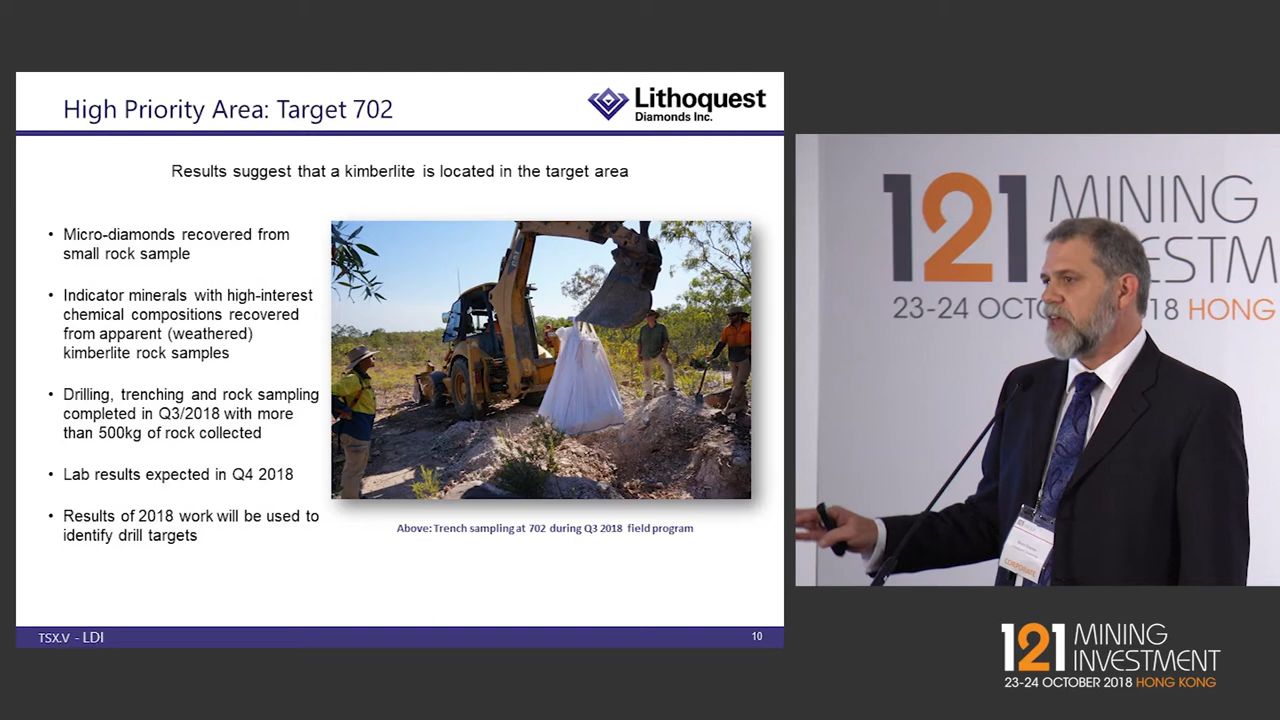 High Priority Area: Target 702
Lithoquest
Diamonds Inc.
Results suggest that a kimberlite is located in the target area
• Micro-diamonds recovered from
small rock sample
• Indicator minerals with high-interest
chemical compositions recovered
from apparent (weathered)
kimberlite rock samples
• Drilling, trenching and rock sampling
completed in Q3/2018 with more
than 500kg of rock collected
• Lab results expected in Q4 2018
• Results of 2018 work will be used to
identify drill targets
Above: Trench sampling at 702 during Q3 2018 field program
TSX.V - LDI
10
121 MINING
ESTM
23-24 OCTO 18 HONG
CORPORATE
121 MINING
INVESTMENT
23-24 OCTOBER 2018 HONG KONG